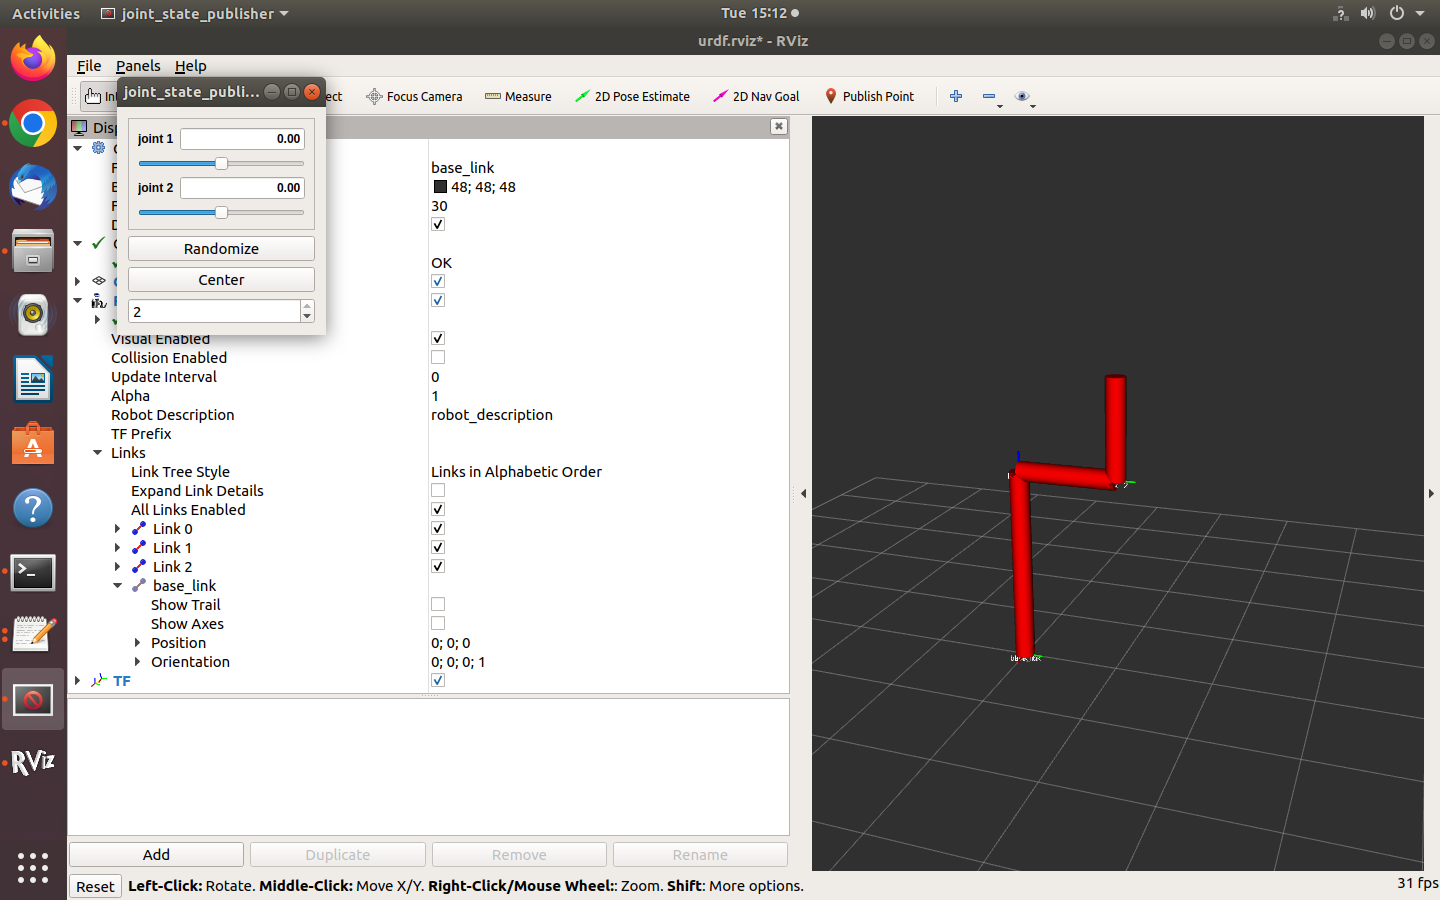 Activities joint_state_publisher Tue 15:12
urdf.rviz* - RViz
File Panels Help
joint_state_publi...
Int
ect Focus Camera Measure 2D Pose Estimate 2D Nav Goal Publish Point
Disp
joint 1 0.00
joint 2 0.00
Randomize
Center
2
base_link
48; 48; 48
30
OK
Visual Enabled
Collision Enabled
Update Interval 0
Alpha 1
Robot Description robot_description
TF Prefix
Links
Link Tree Style Links in Alphabetic Order
Expand Link Details
All Links Enabled
Link 0
Link 1
Link 2
base_link
Show Trail
Show Axes
Position 0; 0; 0
Orientation 0; 0; 0; 1
TF
Add Duplicate Remove Rename
Reset Left-Click: Rotate. Middle-Click: Move X/Y. Right-Click/Mouse Wheel:: Zoom. Shift: More options. 31 fps
RViz